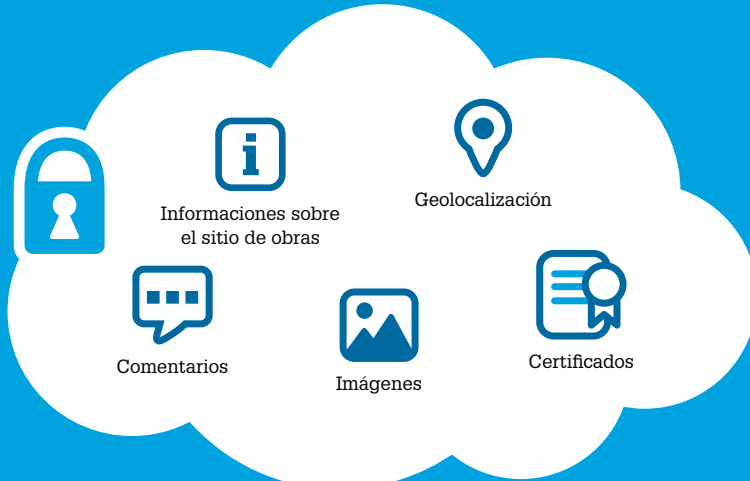 Informaciones sobre
el sitio de obras
Geolocalización
Comentarios
Imágenes
Certificados